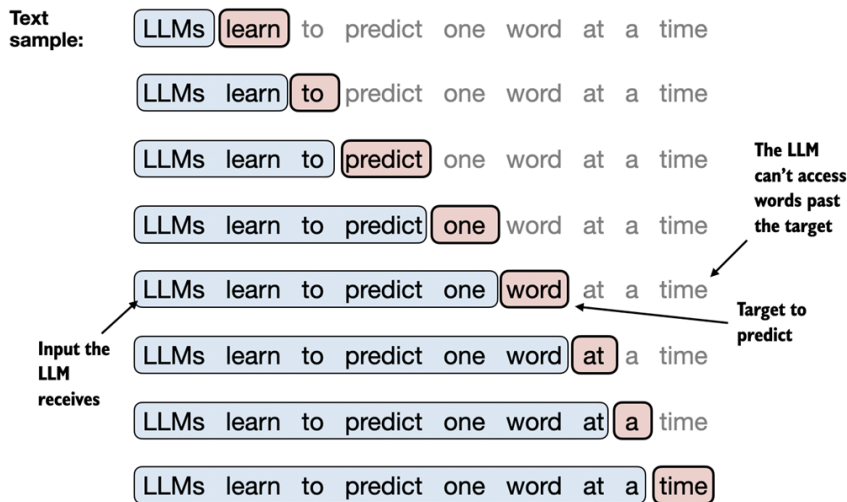 Text
sample:
LLMs learn to predict one word at a time
LLMs learn to predict one word at a time
LLMs learn to predict one word at a time
The LLM
can't access
words past
the target
LLMs learn to predict one word at a time
LLMs learn to predict one word at a time
Target to
predict
Input the
LLM
receives
LLMs learn to predict one word at a time
LLMs learn to predict one word at a time
LLMs learn to predict one word at a time